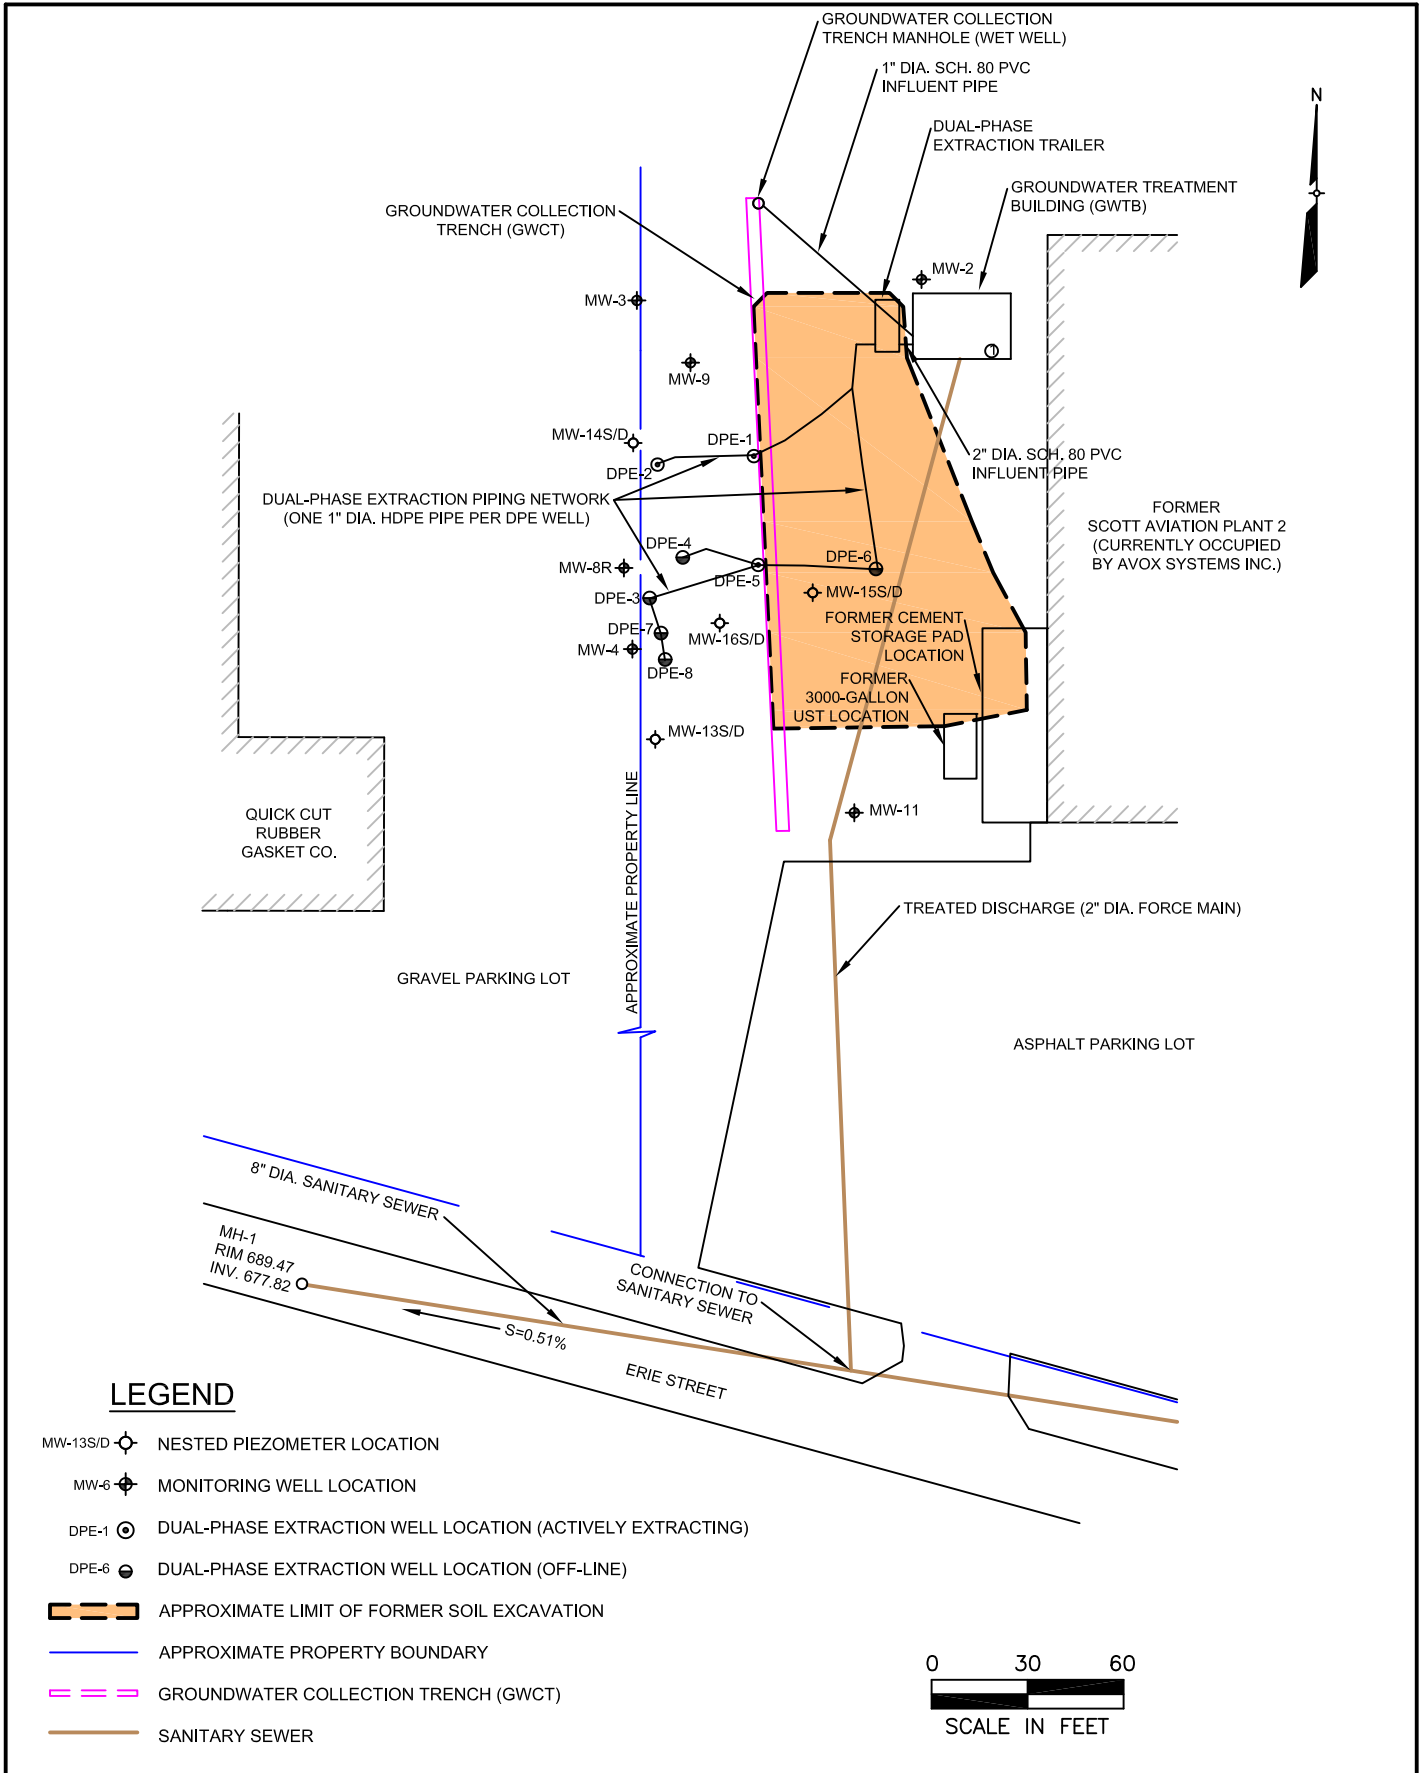 GROUNDWATER COLLECTION
TRENCH MANHOLE (WET WELL)
1" DIA. SCH. 80 PVC
INFLUENT PIPE
N
DUAL-PHASE
EXTRACTION TRAILER
GROUNDWATER TREATMENT
BUILDING (GWTB)
GROUNDWATER COLLECTION
TRENCH (GWCT)
MW-2
MW-3
MW-9
MW-14S/D
DPE-1
DPE-2
2" DIA. SCH. 80 PVC
INFLUENT PIPE
DUAL-PHASE EXTRACTION PIPING NETWORK
(ONE 1" DIA. HDPE PIPE PER DPE WELL)
FORMER
SCOTT AVIATION PLANT 2
(CURRENTLY OCCUPIED
BY AVOX SYSTEMS INC.)
DPE-4
DPE-6
MW-8R
DPE-5
DPE-3
MW-15S/D
FORMER CEMENT
STORAGE PAD
LOCATION
DPE-7
MW-16S/D
MW-4
DPE-8
FORMER
3000-GALLON
UST LOCATION
MW-13S/D
APPROXIMATE PROPERTY LINE
MW-11
QUICK CUT
RUBBER
GASKET CO.
TREATED DISCHARGE (2" DIA. FORCE MAIN)
GRAVEL PARKING LOT
ASPHALT PARKING LOT
8" DIA. SANITARY SEWER
MH-1
RIM 689.47
INV. 677.82
CONNECTION TO
SANITARY SEWER
S=0.51%
ERIE STREET
LEGEND
MW-13S/D NESTED PIEZOMETER LOCATION
MW-6 MONITORING WELL LOCATION
DPE-1 DUAL-PHASE EXTRACTION WELL LOCATION (ACTIVELY EXTRACTING)
DPE-6 DUAL-PHASE EXTRACTION WELL LOCATION (OFF-LINE)
APPROXIMATE LIMIT OF FORMER SOIL EXCAVATION
APPROXIMATE PROPERTY BOUNDARY
GROUNDWATER COLLECTION TRENCH (GWCT)
SANITARY SEWER
0 30 60
SCALE IN FEET